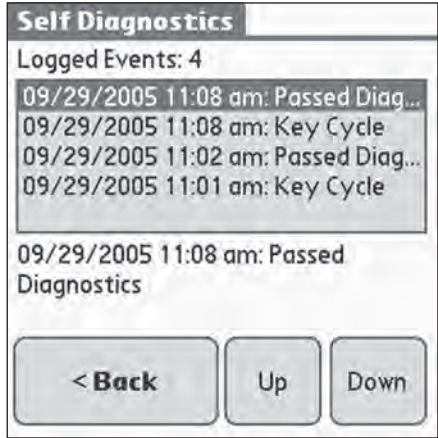 Self Diagnostics
Logged Events: 4
09/29/2005 11:08 am: Passed Diag...
09/29/2005 11:08 am: Key Cycle
09/29/2005 11:02 am: Passed Diag...
09/29/2005 11:01 am: Key Cycle
09/29/2005 11:08 am: Passed
Diagnostics
< Back Up Down